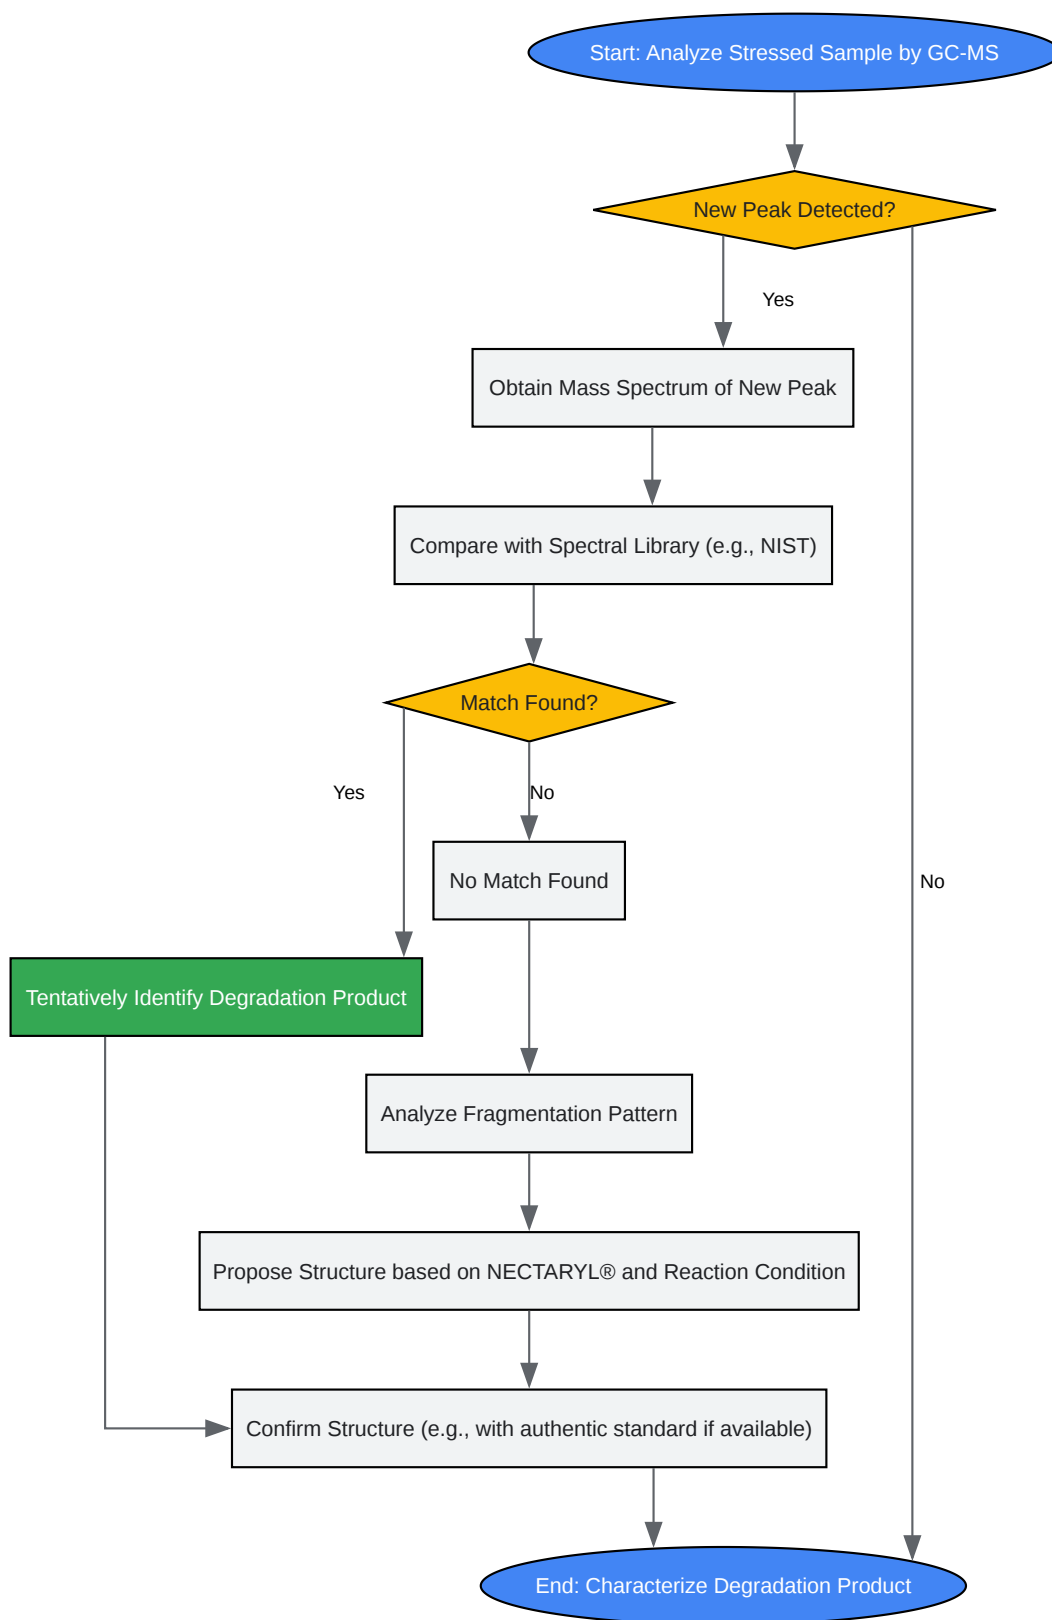 Start: Analyze Stressed Sample by GC-MS
New Peak Detected?
Yes
Obtain Mass Spectrum of New Peak
Compare with Spectral Library (e.g., NIST)
Match Found?
Yes
No
No Match Found
No
Tentatively Identify Degradation Product
Analyze Fragmentation Pattern
Propose Structure based on NECTARYL® and Reaction Condition
Confirm Structure (e.g., with authentic standard if available)
End: Characterize Degradation Product